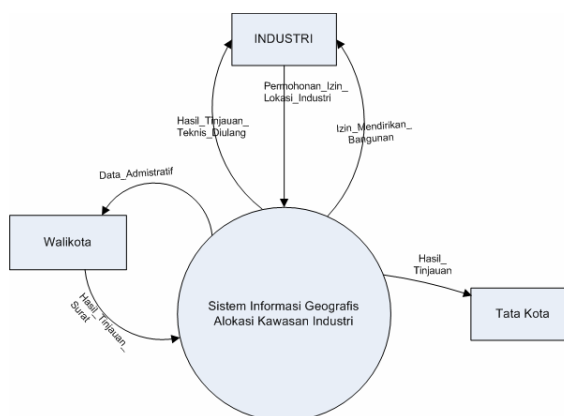 INDUSTRI
Permohonan_Izin_
Lokasi_Industri
Hasil_Tinjauan_
Teknis_Diulang
Izin_Mendirikan_
Bangunan
Data_Admistratif
Walikota
Hasil_Tinjauan_
Surat
Sistem Informasi Geografis
Alokasi Kawasan Industri
Hasil_
Tinjauan
Tata Kota